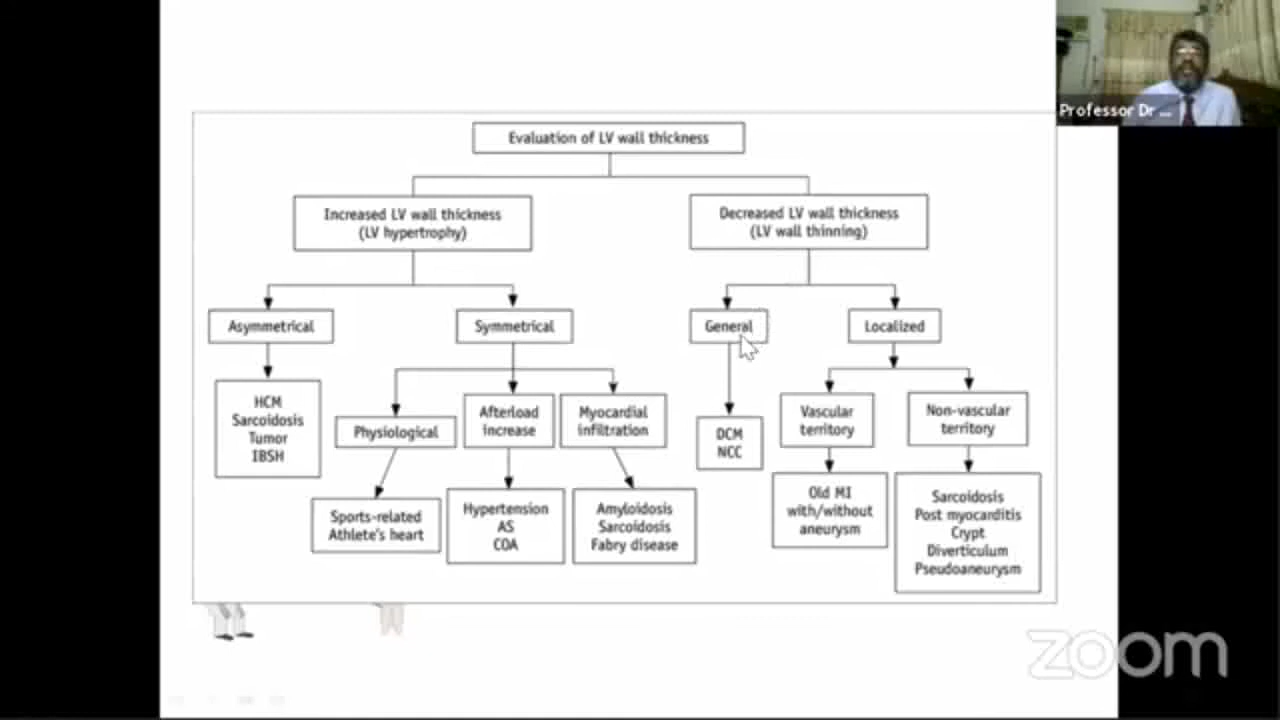 Professor Dr ...
Evaluation of LV wall thickness
Increased LV wall thickness
(LV hypertrophy)
Decreased LV wall thickness
(LV wall thinning)
Asymmetrical
Symmetrical
General
Localized
HCM
Sarcoidosis
Tumor
IBSH
Physiological
Afterload
increase
Myocardial
infiltration
DCM
NCC
Vascular
territory
Non-vascular
territory
Sports-related
Athlete's heart
Hypertension
AS
COA
Amyloidosis
Sarcoidosis
Fabry disease
Old MI
with/without
aneurysm
Sarcoidosis
Post myocarditis
Crypt
Diverticulum
Pseudoaneurysm
zoom